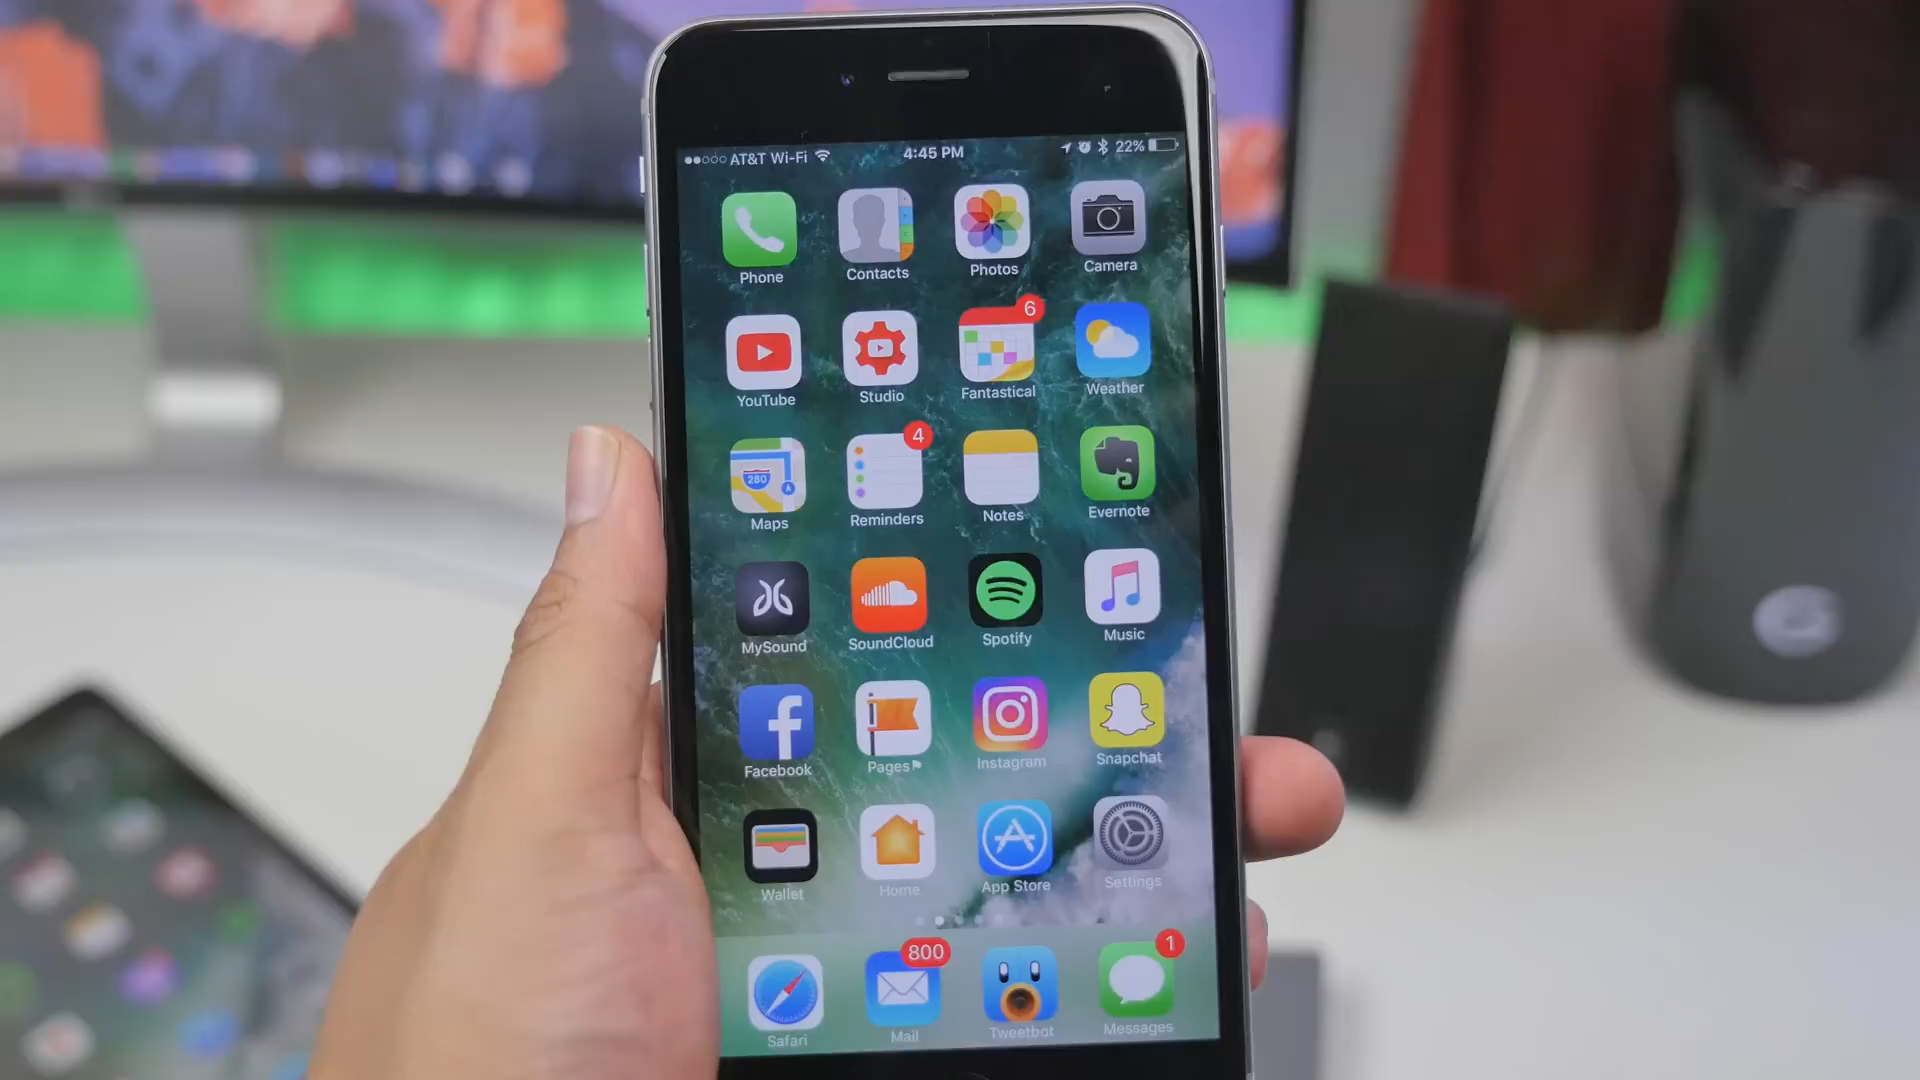 AT&T Wi-Fi 4:45 PM 22%
Phone Contacts Photos Camera
6
YouTube Studio Fantastical Weather
280
4
Maps Reminders Notes Evernote
MySound SoundCloud Spotify Music
Facebook Pages Instagram Snapchat
Wallet Home App Store Settings
800 1
Safari Mail Tweetbot Messages